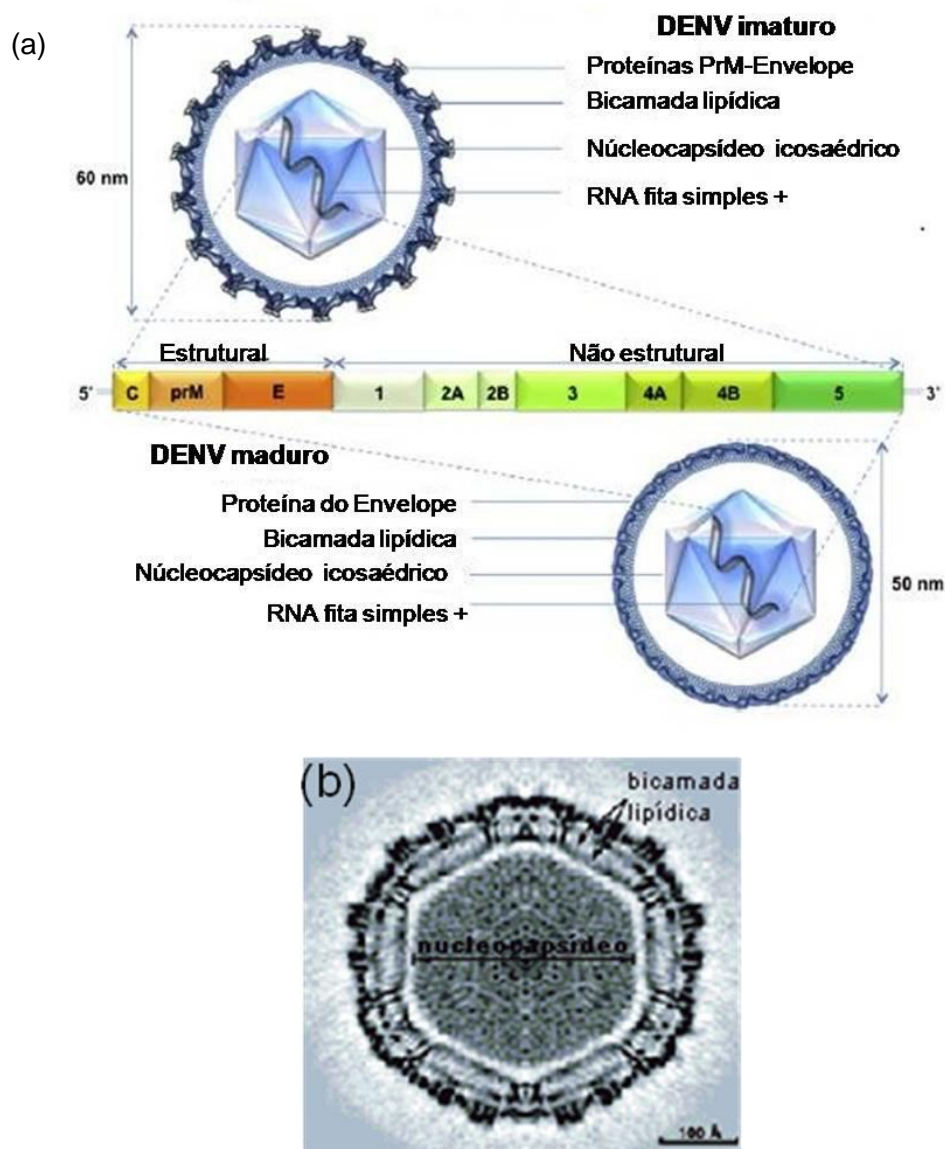 (a)
DENV imaturo
Proteínas PrM-Envelope
Bicamada lipídica
Núcleocapsídeo icosaédrico
RNA fita simples +
60 nm
Estrutural Não estrutural
5' C prM E 1 2A 2B 3 4A 4B 5 3'
DENV maduro
Proteína do Envelope
Bicamada lipídica
Núcleocapsídeo icosaédrico
RNA fita simples +
50 nm
(b)
bicamada
lipídica
nucleopapsídeo
100 Å